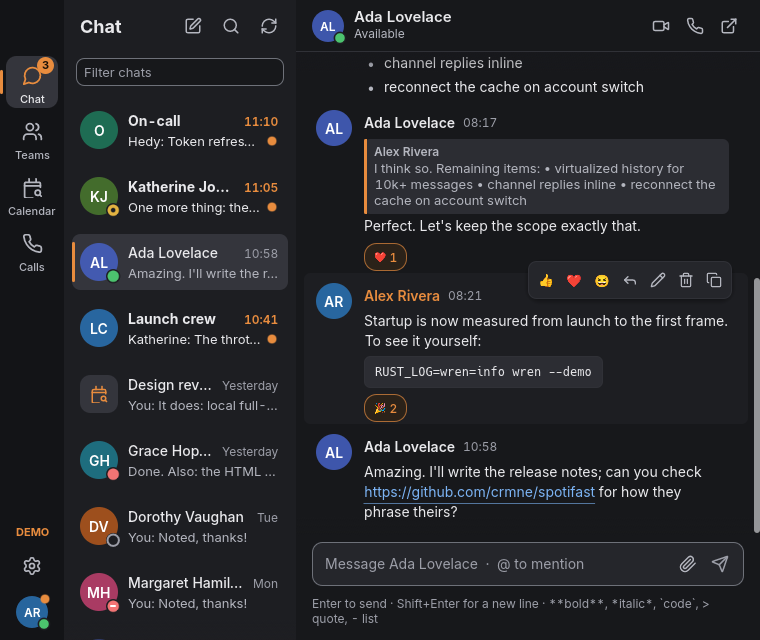 3
Chat
Teams
Calendar
Calls
DEMO
AR
Chat
Filter chats
O
On-call
11:10
Hedy: Token refres...
KJ
Katherine Jo...
11:05
One more thing: the...
AL
Ada Lovelace
10:58
Amazing. I'll write the r...
LC
Launch crew
10:41
Katherine: The throt...
Design rev...
Yesterday
You: It does: local full-...
GH
Grace Hop...
Yesterday
Done. Also: the HTML ...
DV
Dorothy Vaughan
Tue
You: Noted, thanks!
MH
Margaret Hamil...
Mon
You: Noted, thanks!
AL
Ada Lovelace
Available
• channel replies inline
• reconnect the cache on account switch
AL
Ada Lovelace 08:17
Alex Rivera
I think so. Remaining items: • virtualized history for
10k+ messages • channel replies inline • reconnect the
cache on account switch
Perfect. Let's keep the scope exactly that.
❤️ 1
👍 ❤️ 😆
AR
Alex Rivera 08:21
Startup is now measured from launch to the first frame.
To see it yourself:
RUST_LOG=wren=info wren --demo
🎉 2
AL
Ada Lovelace 10:58
Amazing. I'll write the release notes; can you check
https://github.com/crmne/spotifast for how they
phrase theirs?
Message Ada Lovelace · @ to mention
Enter to send · Shift+Enter for a new line · **bold**, *italic*, `code`, >
quote, - list